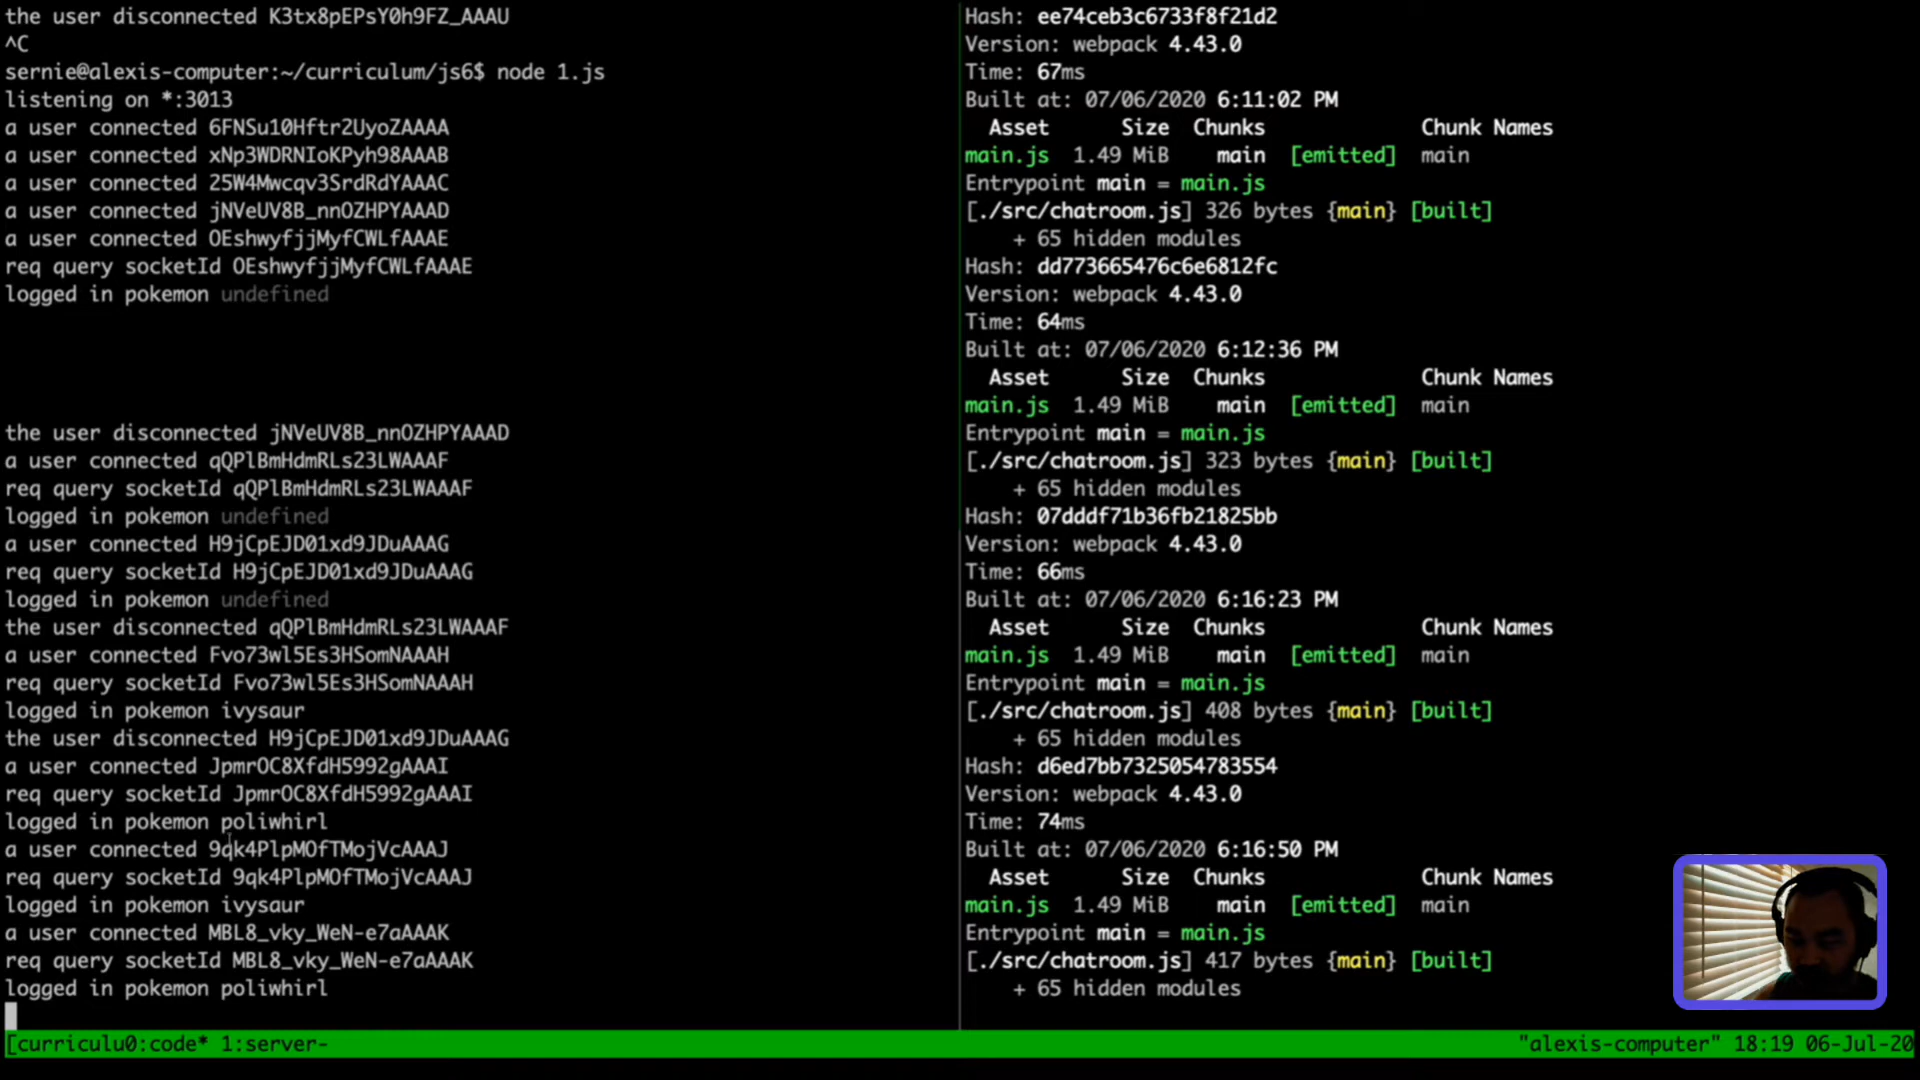 the user disconnected K3tx8pEPsY0h9FZ_AAAU
^C
sernie@alexis-computer:~/curriculum/js6$ node 1.js
listening on *:3013
a user connected 6FNSu10Hftr2UyoZAAAA
a user connected xNp3WDRNIoKPyh98AAAB
a user connected 25W4Mwcqv3SrdRdYAAAC
a user connected jNVeUV8B_nnOZHPYAAAD
a user connected OEshwyfjjMyfCWLfAAAE
req query socketId OEshwyfjjMyfCWLfAAAE
logged in pokemon undefined
the user disconnected jNVeUV8B_nnOZHPYAAAD
a user connected qQPlBmHdmRLs23LWAAAF
req query socketId qQPlBmHdmRLs23LWAAAF
logged in pokemon undefined
a user connected H9jCpEJD01xd9JDuAAAG
req query socketId H9jCpEJD01xd9JDuAAAG
logged in pokemon undefined
the user disconnected qQPlBmHdmRLs23LWAAAF
a user connected Fvo73wl5Es3HSomNAAAH
req query socketId Fvo73wl5Es3HSomNAAAH
logged in pokemon ivysaur
the user disconnected H9jCpEJD01xd9JDuAAAG
a user connected JpmrOC8XfdH5992gAAAI
req query socketId JpmrOC8XfdH5992gAAAI
logged in pokemon poliwhirl
a user connected 9qk4PlpMOfTMojVcAAAJ
req query socketId 9qk4PlpMOfTMojVcAAAJ
logged in pokemon ivysaur
a user connected MBL8_vky_WeN-e7aAAAK
req query socketId MBL8_vky_WeN-e7aAAAK
logged in pokemon poliwhirl
Hash: ee74ceb3c6733f8f21d2
Version: webpack 4.43.0
Time: 67ms
Built at: 07/06/2020 6:11:02 PM
Asset Size Chunks Chunk Names
main.js 1.49 MiB main [emitted] main
Entrypoint main = main.js
[./src/chatroom.js] 326 bytes {main} [built]
+ 65 hidden modules
Hash: dd773665476c6e6812fc
Version: webpack 4.43.0
Time: 64ms
Built at: 07/06/2020 6:12:36 PM
Asset Size Chunks Chunk Names
main.js 1.49 MiB main [emitted] main
Entrypoint main = main.js
[./src/chatroom.js] 323 bytes {main} [built]
+ 65 hidden modules
Hash: 07dddf71b36fb21825bb
Version: webpack 4.43.0
Time: 66ms
Built at: 07/06/2020 6:16:23 PM
Asset Size Chunks Chunk Names
main.js 1.49 MiB main [emitted] main
Entrypoint main = main.js
[./src/chatroom.js] 408 bytes {main} [built]
+ 65 hidden modules
Hash: d6ed7bb7325054783554
Version: webpack 4.43.0
Time: 74ms
Built at: 07/06/2020 6:16:50 PM
Asset Size Chunks Chunk Names
main.js 1.49 MiB main [emitted] main
Entrypoint main = main.js
[./src/chatroom.js] 417 bytes {main} [built]
+ 65 hidden modules
[curriculu0:code* 1:server- "alexis-computer" 18:19 06-Jul-20